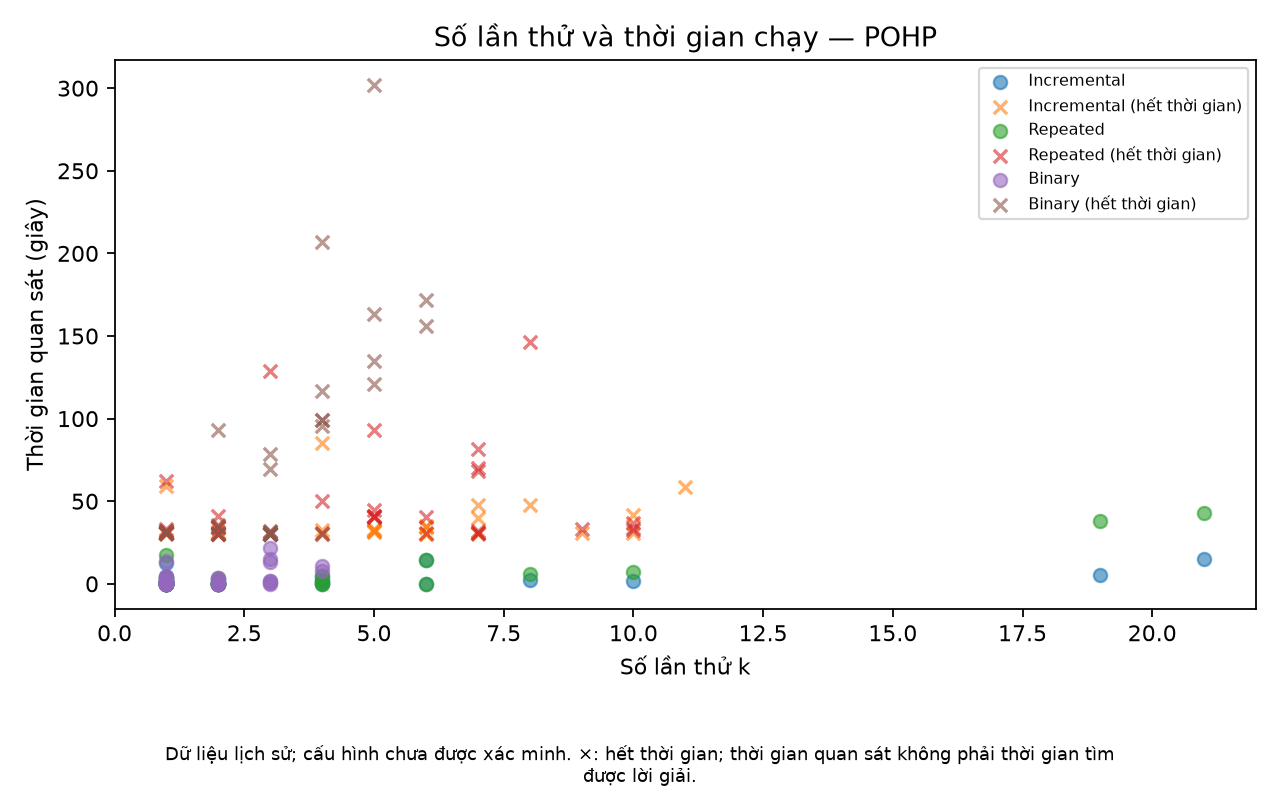 Số lần thử và thời gian chạy — POHP
Incremental
Incremental (hết thời gian)
Repeated
Repeated (hết thời gian)
Binary
Binary (hết thời gian)
Thời gian quan sát (giây)
300
250
200
150
100
50
0
0.0 2.5 5.0 7.5 10.0 12.5 15.0 17.5 20.0
Số lần thử k
Dữ liệu lịch sử; cấu hình chưa được xác minh. ×: hết thời gian; thời gian quan sát không phải thời gian tìm
được lời giải.